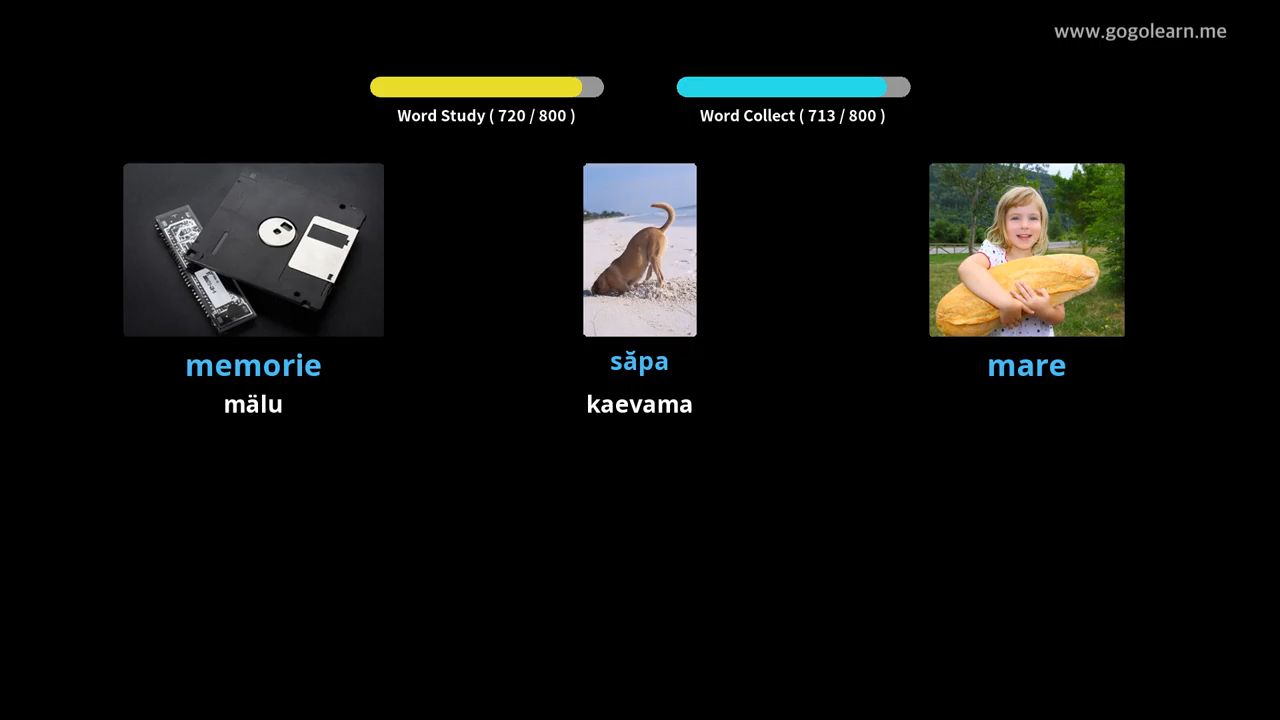 www.gogolearn.me
Word Study ( 720 / 800 )
Word Collect ( 713 / 800 )
memorie
săpa
mare
mälu
kaevama